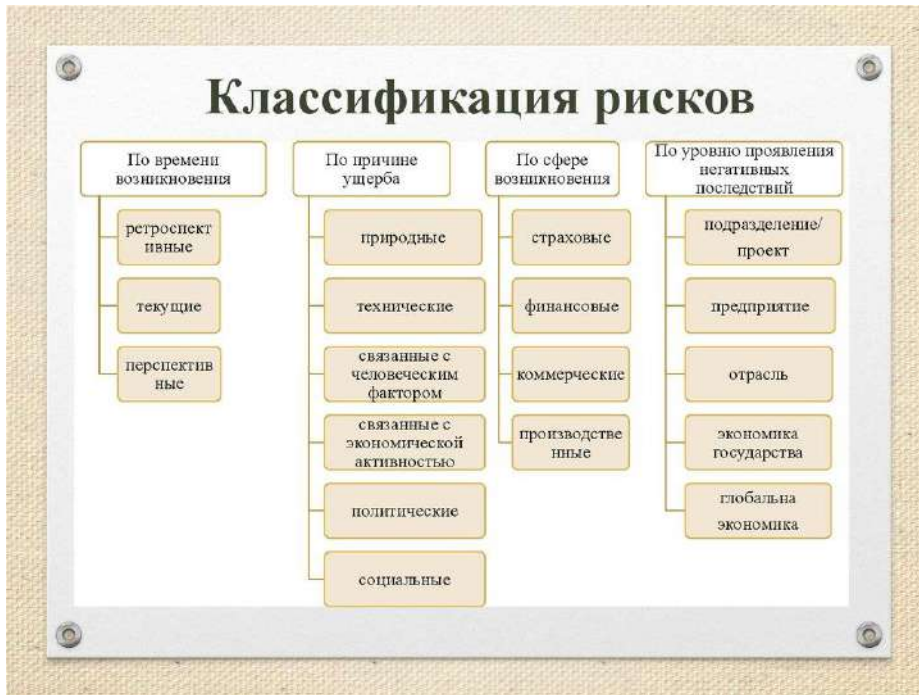 Классификация рисков
По времени
возникновения
ретроспект
ивные
текущие
перспектив
ные
По причине
ущерба
природные
технические
связанные с
человеческим
фактором
связанные с
экономической
активностью
политические
социальные
По сфере
возникновения
страховые
финансовые
коммерческие
производстве
нные
По уровню проявления
негативных
последствий
подразделение/
проект
предприятие
отрасль
экономика
государства
глобальна
экономика